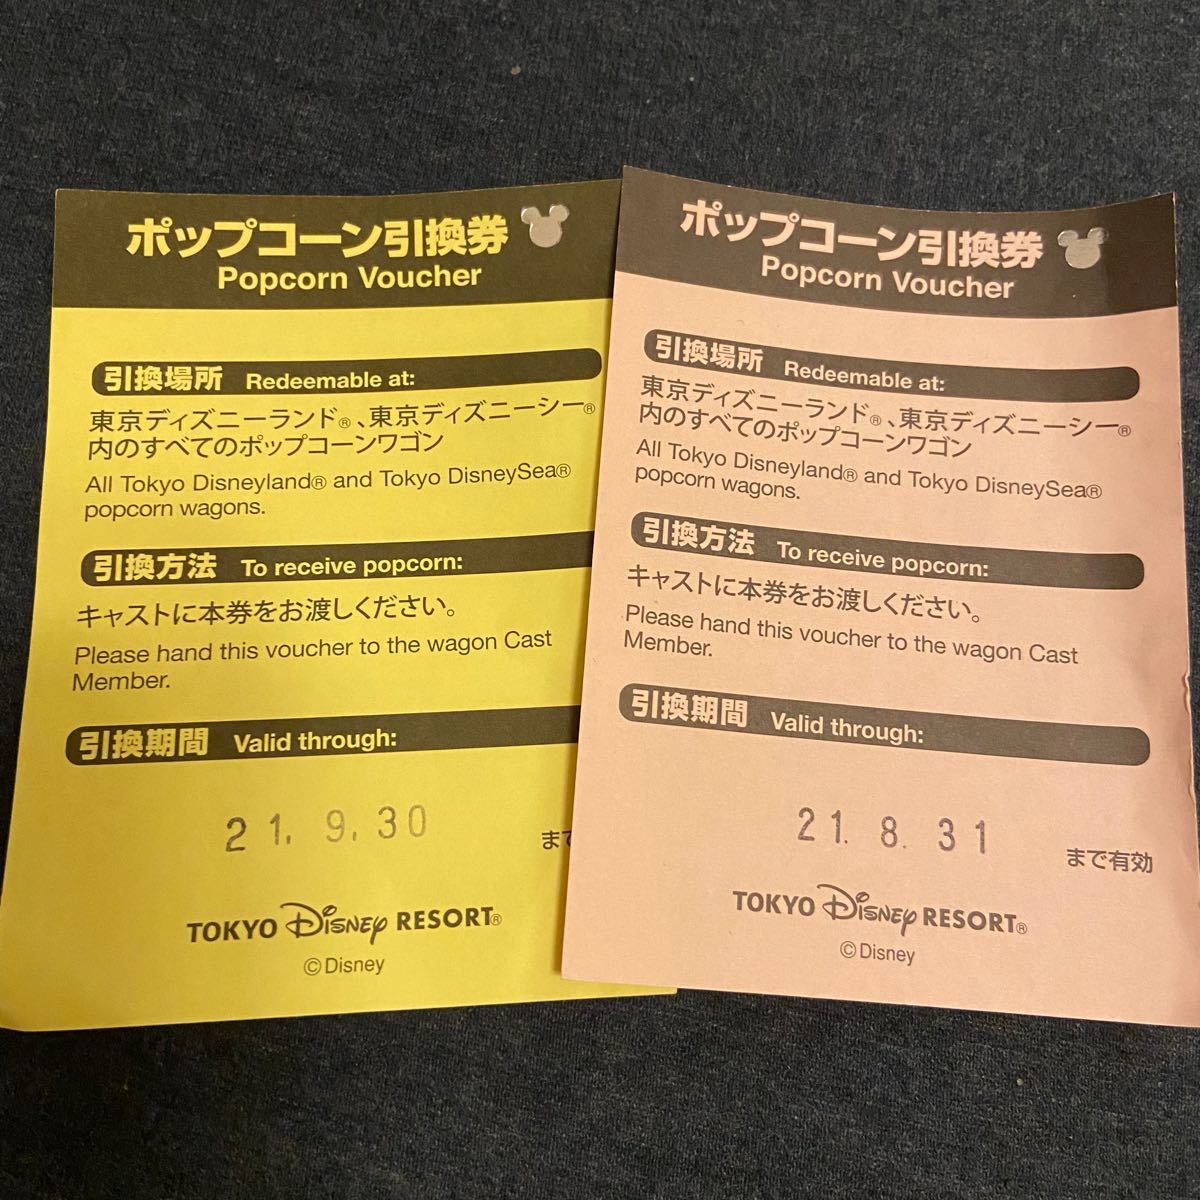 ポップコーン引換券
Popcorn Voucher
引換場所 Redeemable at:
東京ディズニーランド®、東京ディズニーシー®
内のすべてのポップコーンワゴン
All Tokyo Disneyland® and Tokyo DisneySea®
popcorn wagons.
引換方法 To receive popcorn:
キャストに本券をお渡しください。
Please hand this voucher to the wagon Cast
Member.
引換期間 Valid through:
21. 9. 30
まで
TOKYO Disney RESORT®
©Disney
ポップコーン引換券
Popcorn Voucher
引換場所 Redeemable at:
東京ディズニーランド®、東京ディズニーシー®
内のすべてのポップコーンワゴン
All Tokyo Disneyland® and Tokyo DisneySea®
popcorn wagons.
引換方法 To receive popcorn:
キャストに本券をお渡しください。
Please hand this voucher to the wagon Cast
Member.
引換期間 Valid through:
21. 8. 31
まで有効
TOKYO Disney RESORT®
©Disney